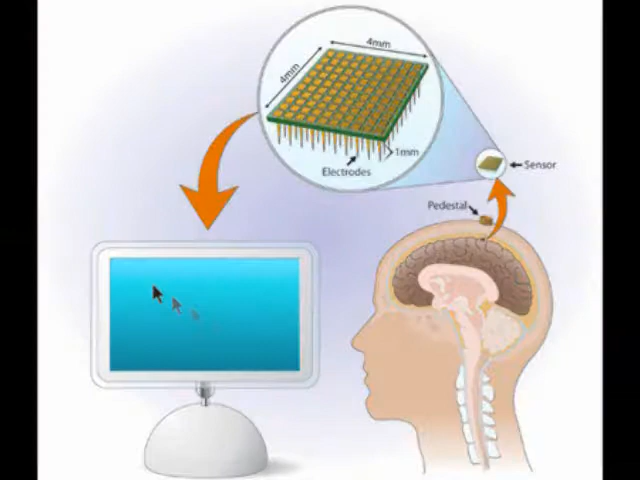 4mm
4mm
1mm
Electrodes
Sensor
Pedestal